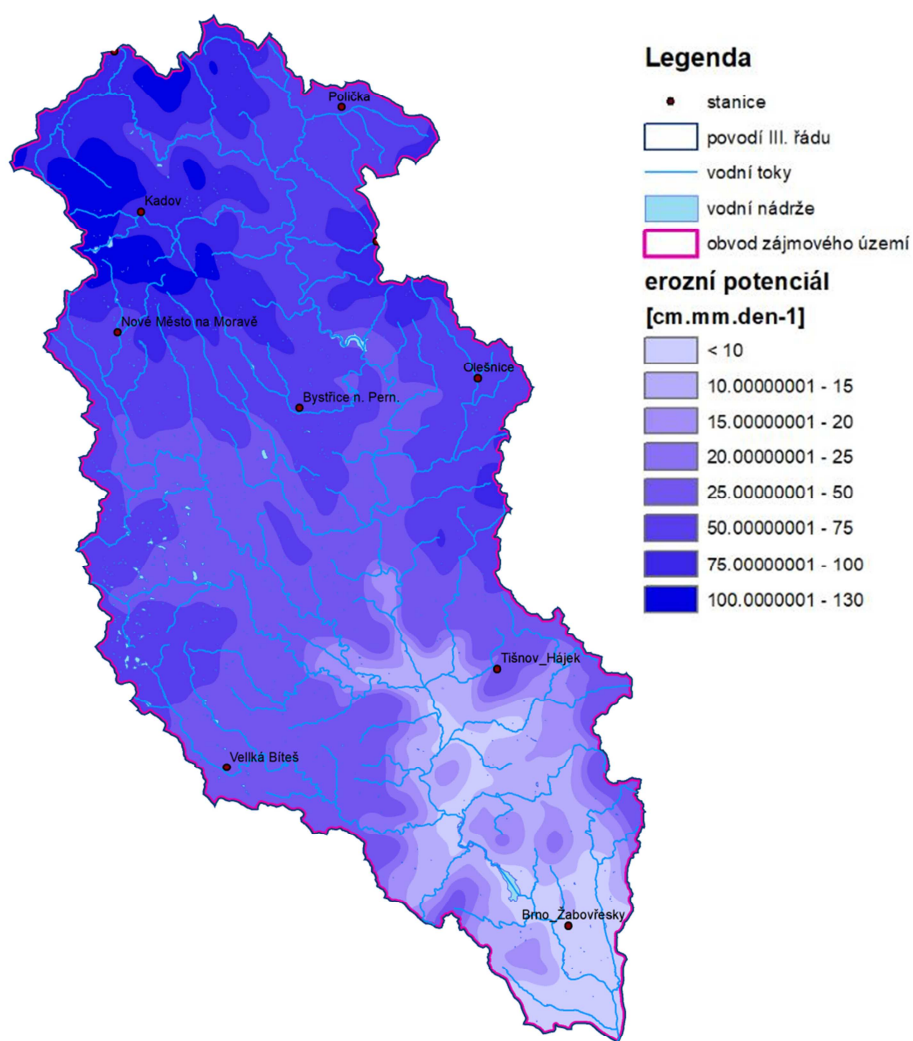 Polička
Kadov
Nové Město na Moravě
Olešnice
Bystřice n. Pern.
Tišnov_Hájek
Vellká Bíteš
Brno_Žabovřesky
Legenda
stanice
povodí III. řádu
vodní toky
vodní nádrže
obvod zájmového území
erozní potenciál
[cm.mm.den-1]
< 10
10.00000001 - 15
15.00000001 - 20
20.00000001 - 25
25.00000001 - 50
50.00000001 - 75
75.00000001 - 100
100.0000001 - 130